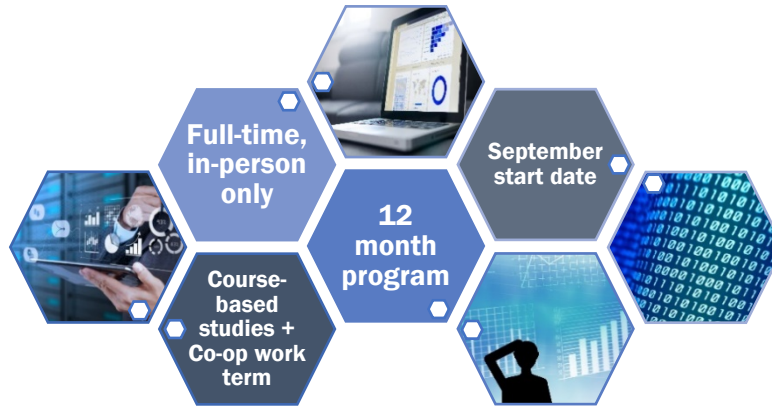 Full-time,
in-person
only
September
start date
12
month
program
Course-
based
studies +
Co-op work
term